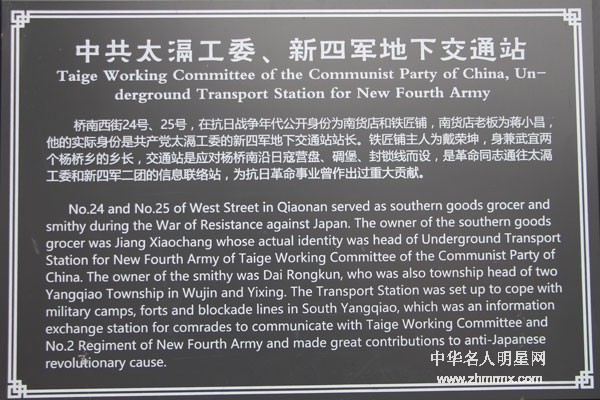 中共太滆工委、新四军地下交通站
Taige Working Committee of the Communist Party of China, Un-
derground Transport Station for New Fourth Army
桥南西街24号、25号，在抗日战争年代公开身份为南货店和铁匠铺，南货店老板为蒋小昌，
他的实际身份是共产党太滆工委的新四军地下交通站站长。铁匠铺主人为戴荣坤，身兼武宜两
个杨桥乡的乡长，交通站是应对杨桥南沿日寇营盘、碉堡、封锁线而设，是革命同志通往太滆
工委和新四军二团的信息联络站，为抗日革命事业曾作出过重大贡献。
No.24 and No.25 of West Street in Qiaonan served as southern goods grocer and
smithy during the War of Resistance against Japan. The owner of the southern goods
grocer was Jiang Xiaochang whose actual identity was head of Underground Transport
Station for New Fourth Army of Taige Working Committee of the Communist Party of
China. The owner of the smithy was Dai Rongkun, who was also township head of two
Yangqiao Township in Wujin and Yixing. The Transport Station was set up to cope with
military camps, forts and blockade lines in South Yangqiao, which was an information
exchange station for comrades to communicate with Taige Working Committee and
No.2 Regiment of New Fourth Army and made great contributions to anti-Japanese
revolutionary cause.
中华名人明星网
www.zhmrmx.com